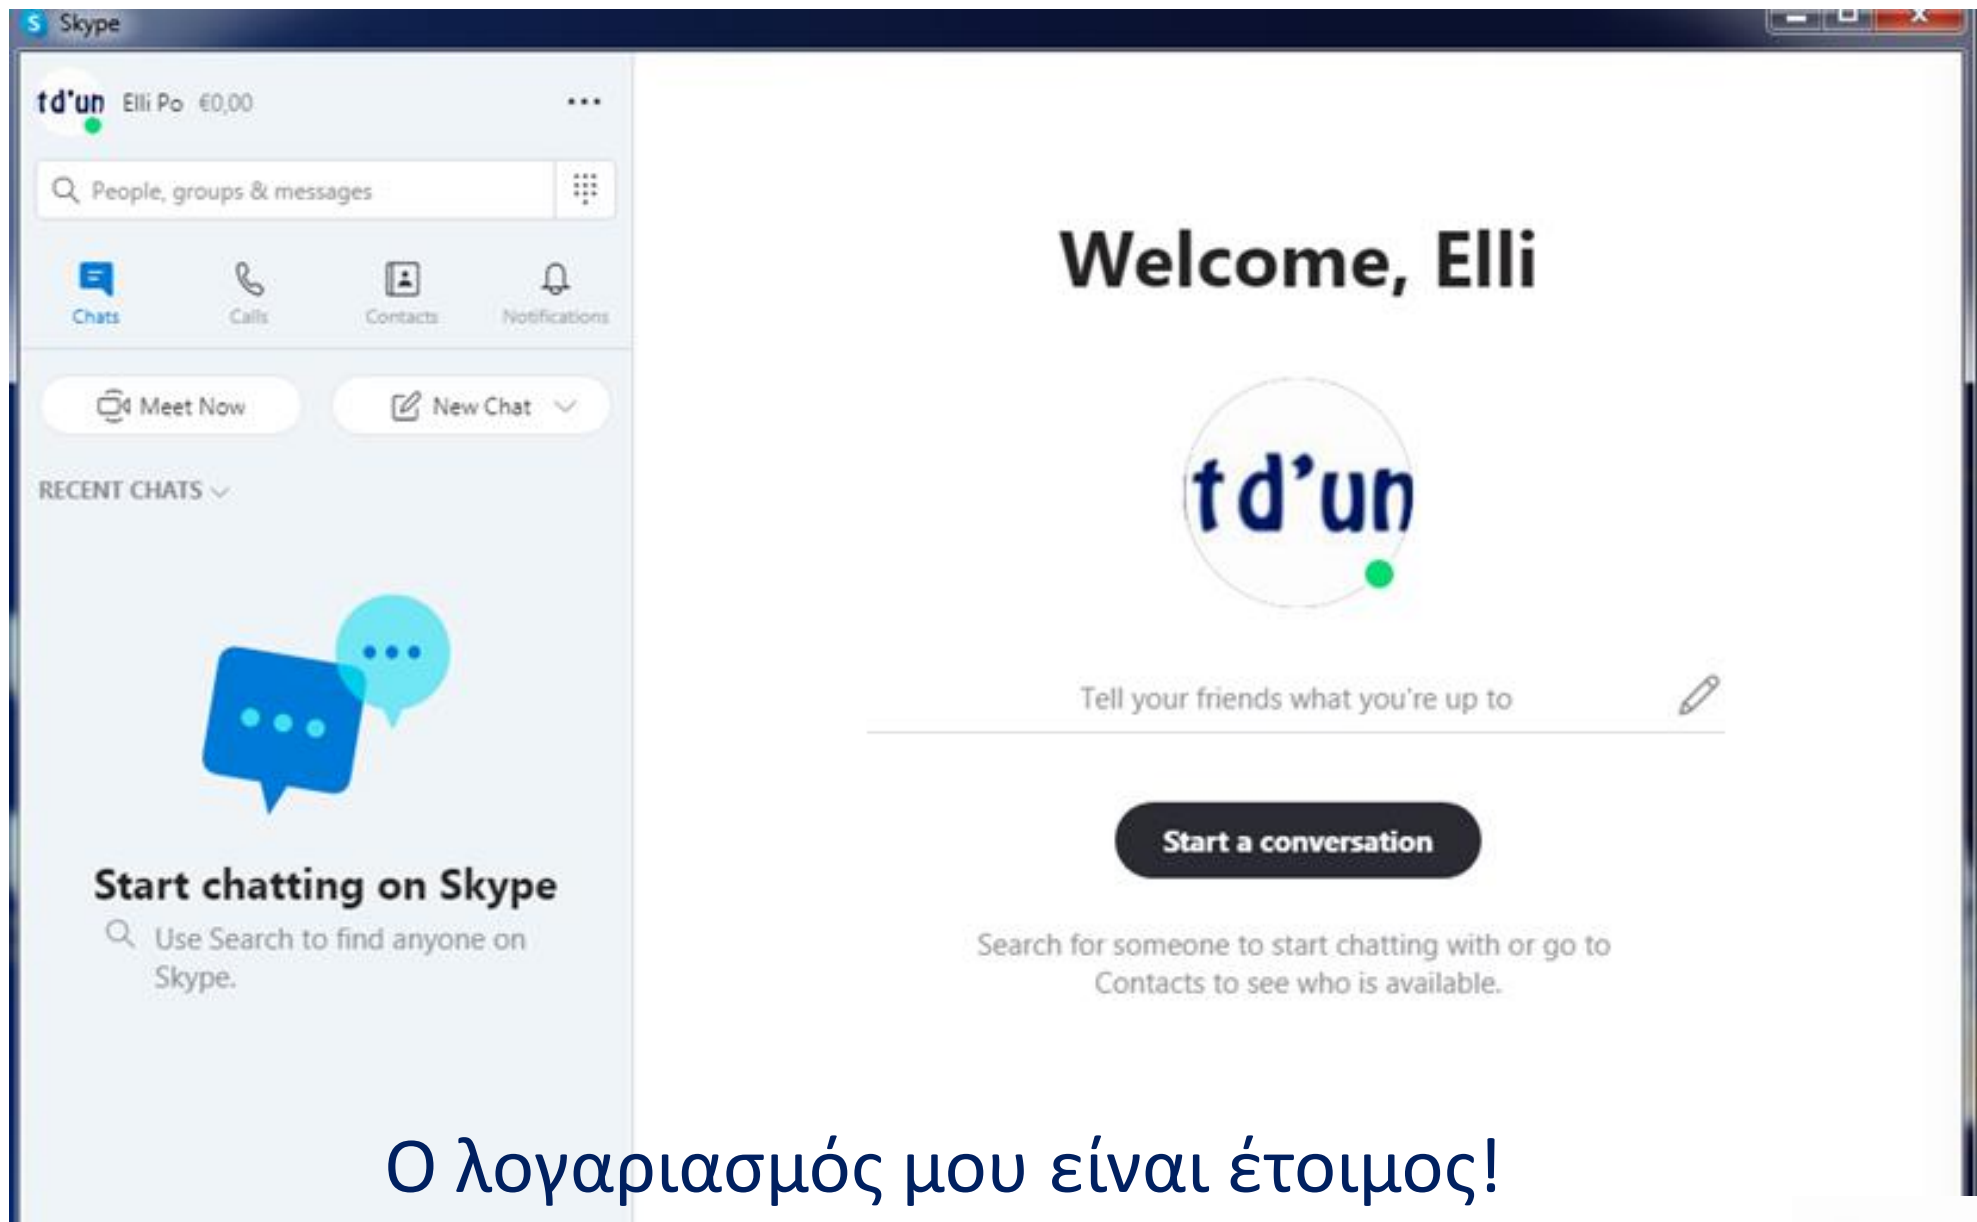 Skype
td'un Elli Po €0,00
People, groups & messages
Chats Calls Contacts Notifications
Meet Now New Chat
RECENT CHATS
Start chatting on Skype
Use Search to find anyone on
Skype.
Welcome, Elli
td'un
Tell your friends what you're up to
Start a conversation
Search for someone to start chatting with or go to
Contacts to see who is available.
Ο λογαριασμός μου είναι έτοιμος!